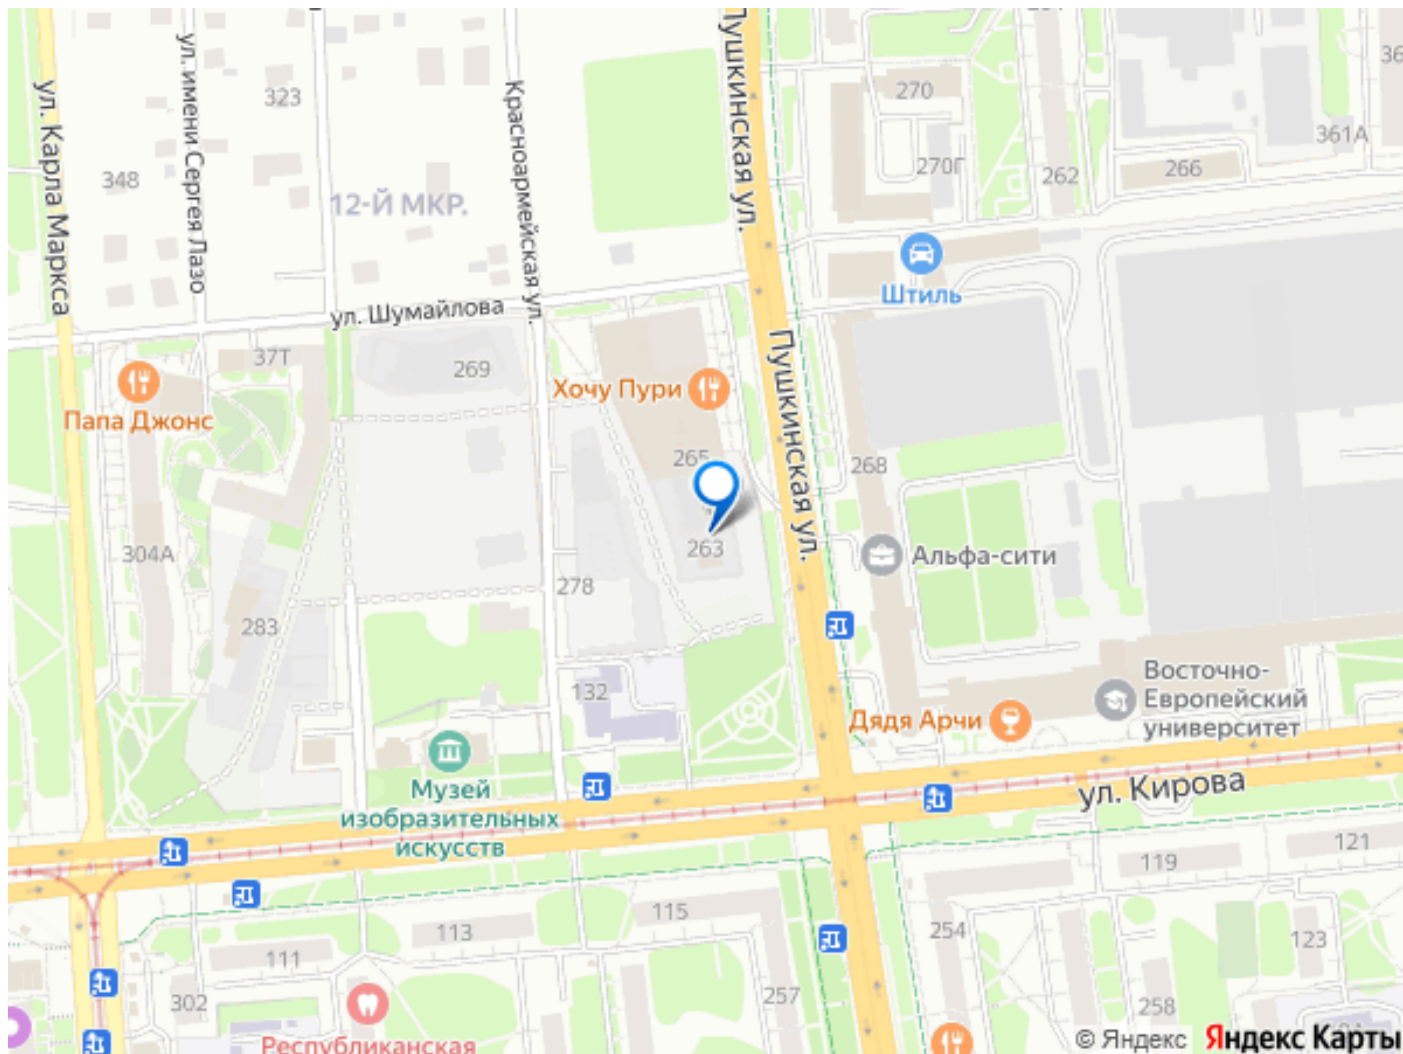 Пушкинская ул.
ул. Карла Маркса
ул. имени Сергея Лазо
323
Красноармейская ул.
348
12-Й МКР.
270
270Г
262
266
361А
ул. Шумайлова
Штиль
37Т
269
Папа Джонс
Хочу Пури
Пушкинская ул.
265
268
263
304А
278
283
Альфа-сити
132
Восточно-
Европейский
университет
Дядя Арчи
Музей
изобразительных
искусств
ул. Кирова
119
121
115
113
111
254
123
302
257
258
Республиканская
© Яндекс Яндекс Карты